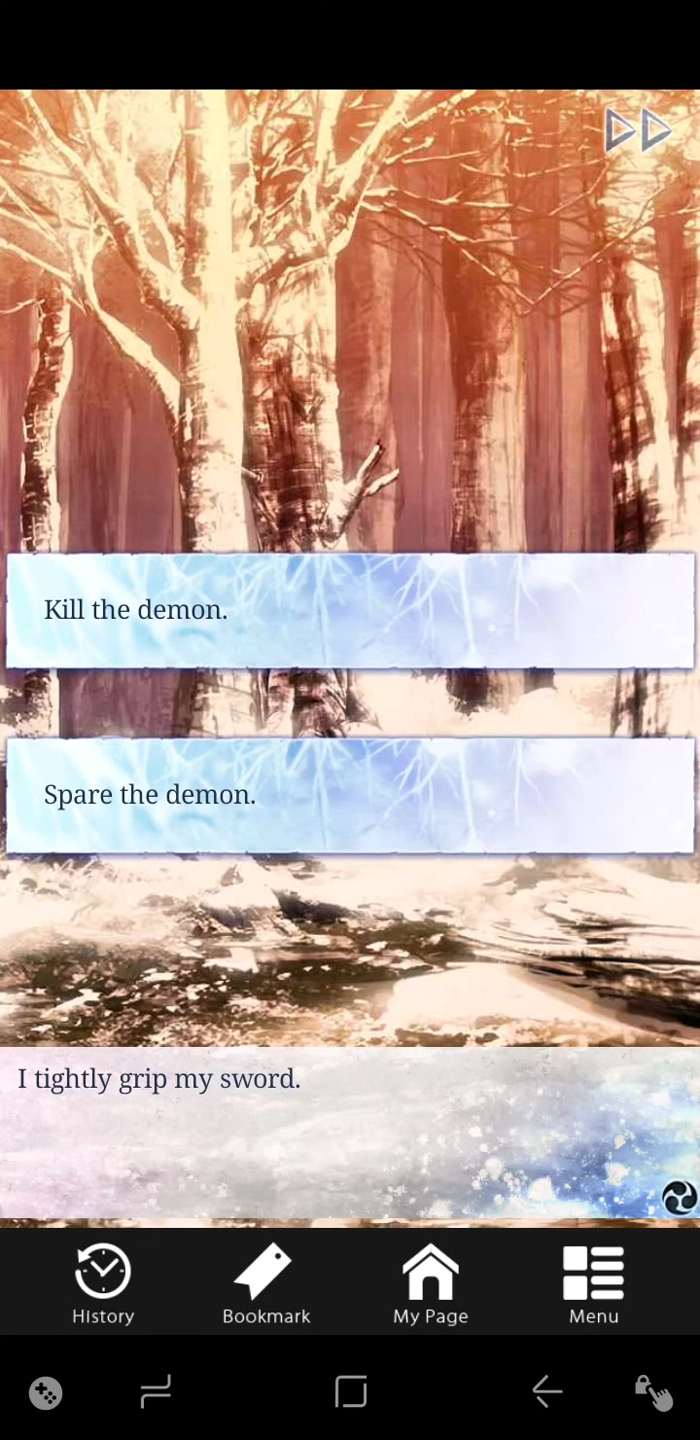 Kill the demon.
Spare the demon.
I tightly grip my sword.
History
Bookmark
My Page
Menu